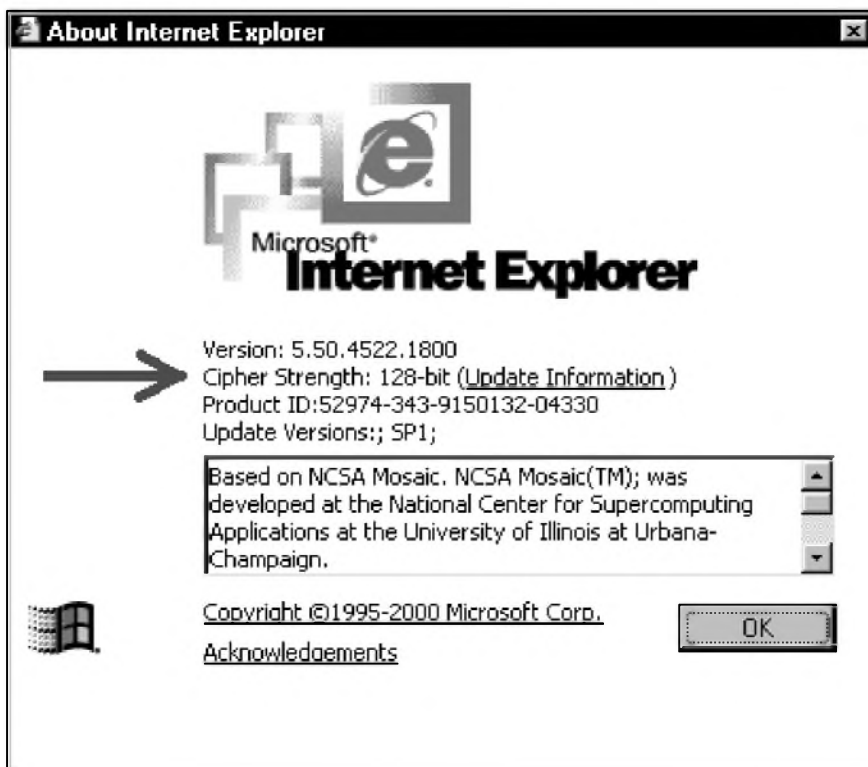 About Internet Explorer
Microsoft®
Internet Explorer
Version: 5.50.4522.1800
Cipher Strength: 128-bit (Update Information )
Product ID:52974-343-9150132-04330
Update Versions:; SP1;
Based on NCSA Mosaic. NCSA Mosaic(TM); was
developed at the National Center for Supercomputing
Applications at the University of Illinois at Urbana-
Champaign.
Copyright ©1995-2000 Microsoft Corp.
OK
Acknowledgements